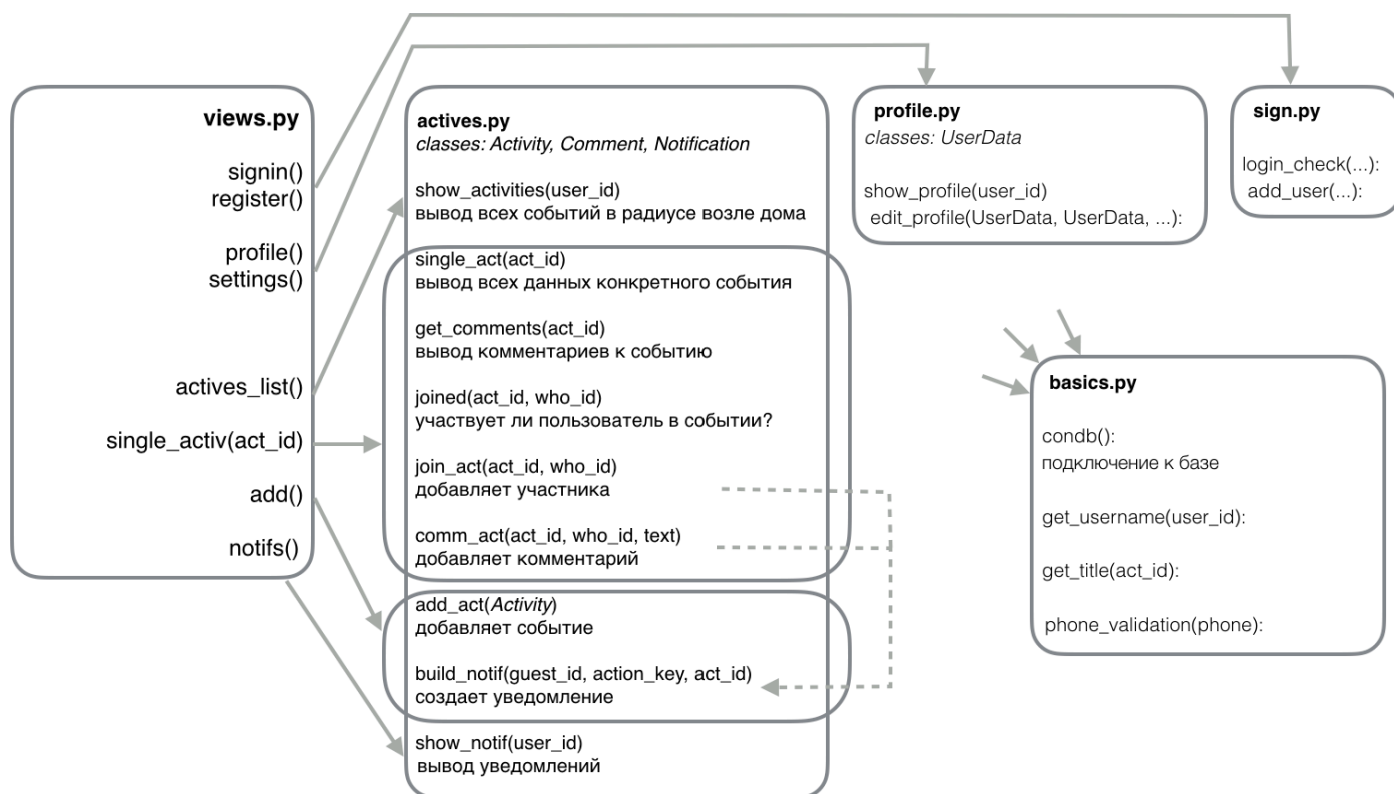 views.py
signin()
register()
profile()
settings()
actives_list()
single_activ(act_id)
add()
notifs()
actives.py
classes: Activity, Comment, Notification
show_activities(user_id)
вывод всех событий в радиусе возле дома
single_act(act_id)
вывод всех данных конкретного события
get_comments(act_id)
вывод комментариев к событию
joined(act_id, who_id)
участвует ли пользователь в событии?
join_act(act_id, who_id)
добавляет участника
comm_act(act_id, who_id, text)
добавляет комментарий
add_act(Activity)
добавляет событие
build_notif(guest_id, action_key, act_id)
создает уведомление
show_notif(user_id)
вывод уведомлений
profile.py
classes: UserData
show_profile(user_id)
edit_profile(UserData, UserData, ...):
sign.py
login_check(...):
add_user(...):
basics.py
condb():
подключение к базе
get_username(user_id):
get_title(act_id):
phone_validation(phone):